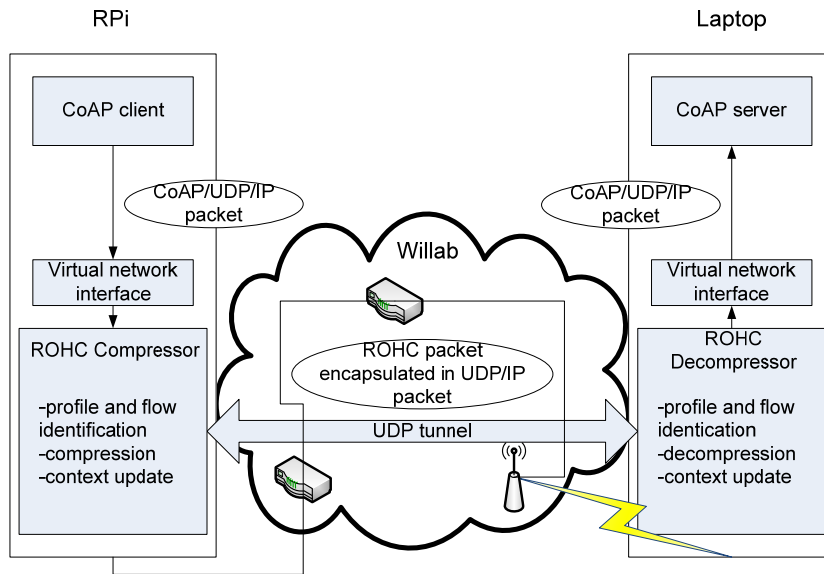 RPi
CoAP client
CoAP/UDP/IP
packet
Virtual network
interface
ROHC Compressor
-profile and flow
identification
-compression
-context update
Willab
ROHC packet
encapsulated in UDP/IP
packet
UDP tunnel
Laptop
CoAP server
CoAP/UDP/IP
packet
Virtual network
interface
ROHC
Decompressor
-profile and flow
identication
-decompression
-context update